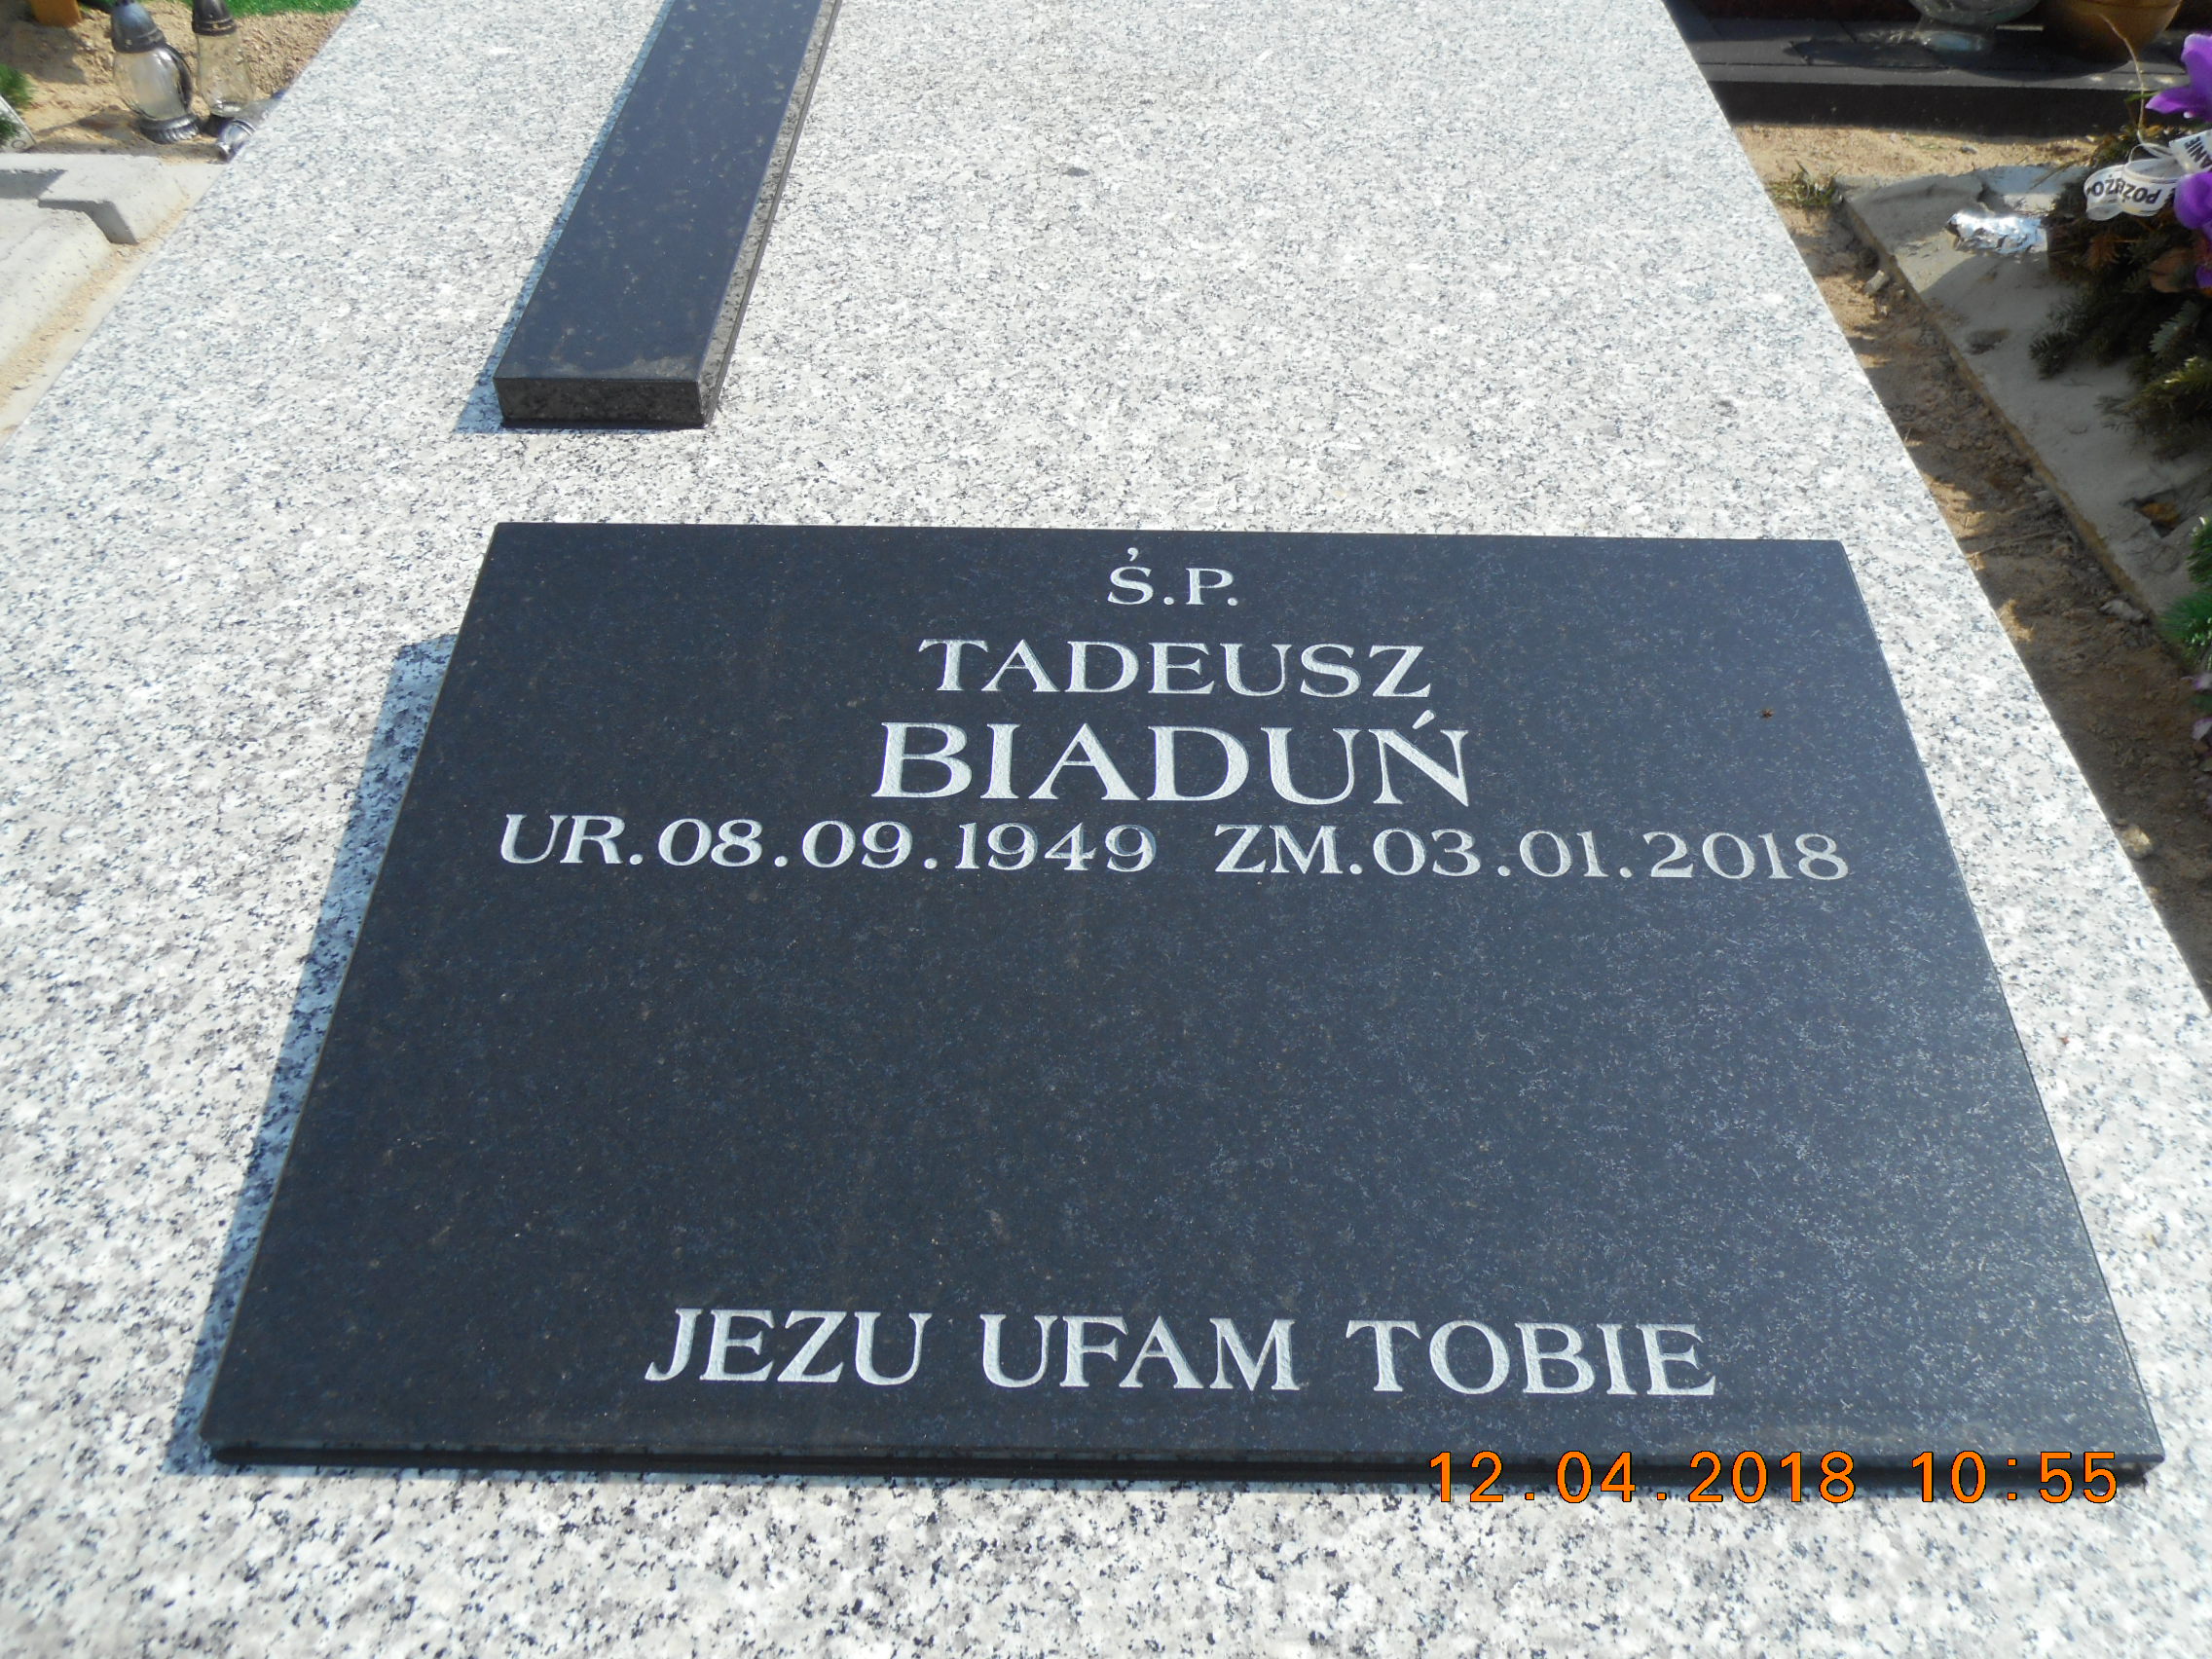 Ś.P.
TADEUSZ
BIADUŃ
UR.08.09.1949 ZM.03.01.2018
JEZU UFAM TOBIE
12.04.2018 10:55